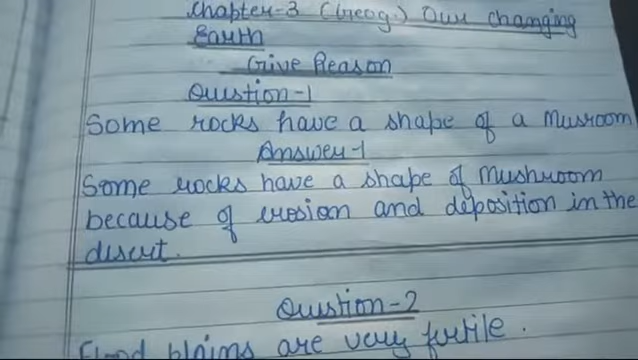 Chapter-3 (Geog.) Our changing
Earth
Give Reason
Question-1
Some rocks have a shape of a Musroom
Answer-1
Some rocks have a shape of Mushroom
because of erosion and deposition in the
desert.
Question-2
Flood plains are very fertile.